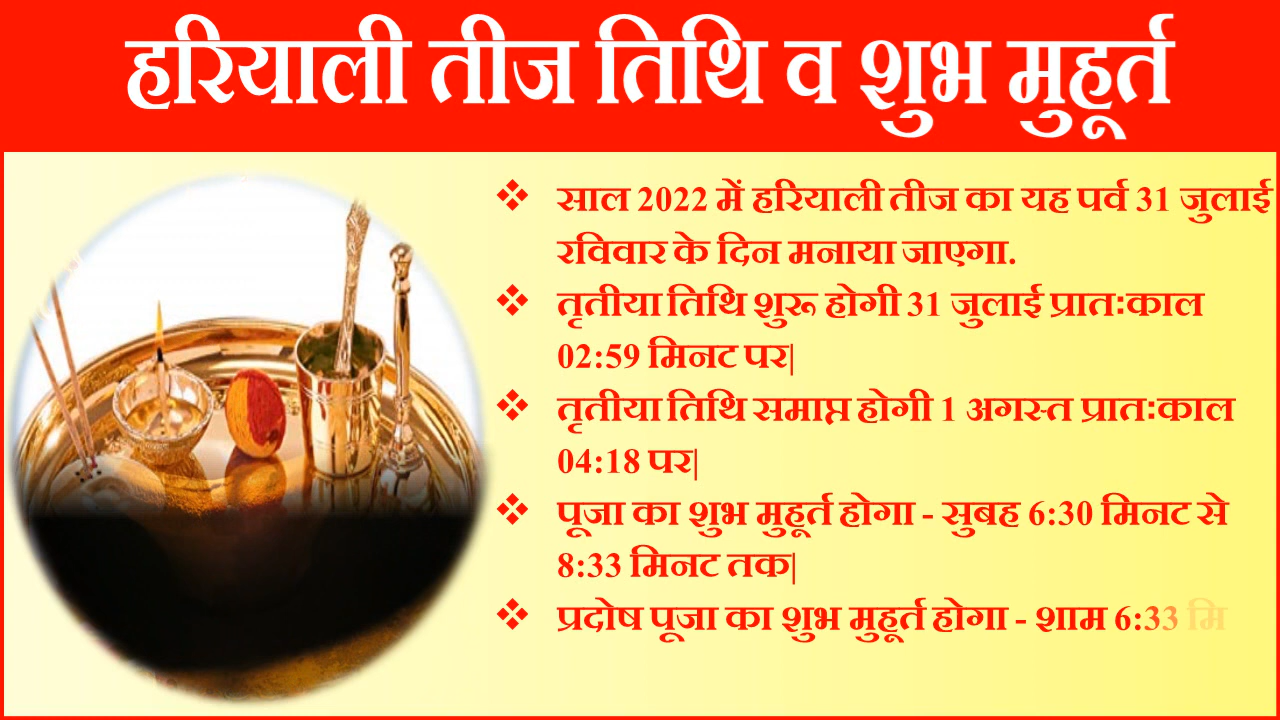 हरियाली तीज तिथि व शुभ मुहूर्त
❖ साल 2022 में हरियाली तीज का यह पर्व 31 जुलाई
रविवार के दिन मनाया जाएगा.
❖ तृतीया तिथि शुरू होगी 31 जुलाई प्रातःकाल
02:59 मिनट पर|
❖ तृतीया तिथि समाप्त होगी 1 अगस्त प्रातःकाल
04:18 पर|
❖ पूजा का शुभ मुहूर्त होगा - सुबह 6:30 मिनट से
8:33 मिनट तक|
❖ प्रदोष पूजा का शुभ मुहूर्त होगा - शाम 6:33 मि